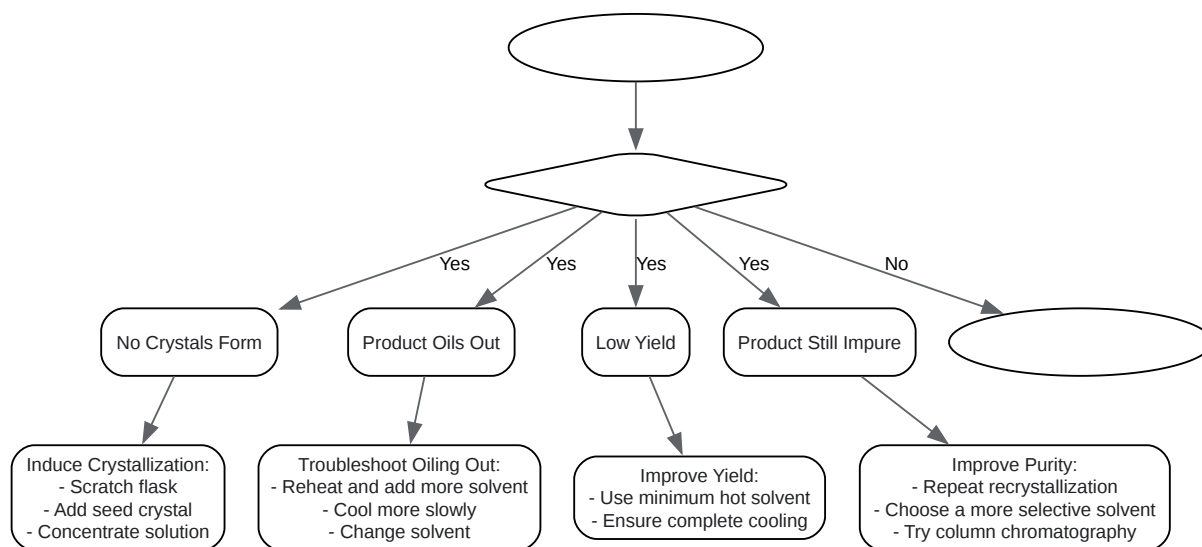 Yes
Yes
Yes
Yes
No
No Crystals Form
Product Oils Out
Low Yield
Product Still Impure
Induce Crystallization:
- Scratch flask
- Add seed crystal
- Concentrate solution
Troubleshoot Oiling Out:
- Reheat and add more solvent
- Cool more slowly
- Change solvent
Improve Yield:
- Use minimum hot solvent
- Ensure complete cooling
Improve Purity:
- Repeat recrystallization
- Choose a more selective solvent
- Try column chromatography